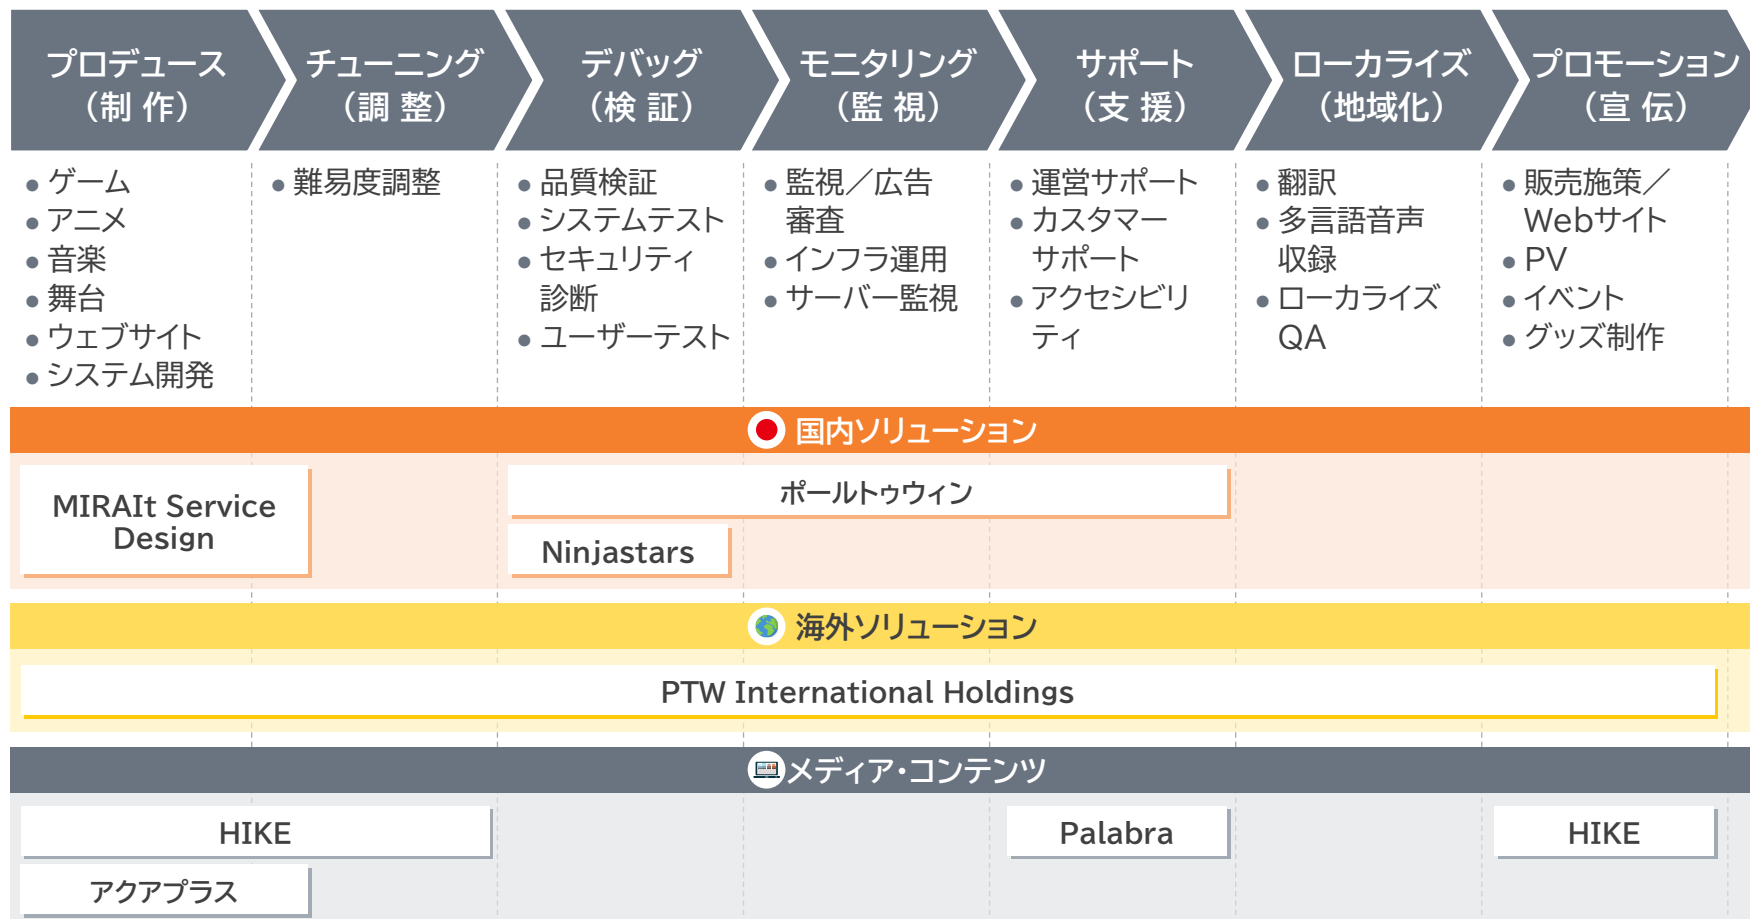 プロデュース
（制 作）
チューニング
（調 整）
デバッグ
（検 証）
モニタリング
（監 視）
サポート
（支 援）
ローカライズ
（地域化）
プロモーション
（宣 伝）
● ゲーム
● アニメ
● 音楽
● 舞台
● ウェブサイト
● システム開発
● 難易度調整
● 品質検証
● システムテスト
● セキュリティ
診断
● ユーザーテスト
● 監視／広告
審査
● インフラ運用
● サーバー監視
● 運営サポート
● カスタマー
サポート
● アクセシビリ
ティ
● 翻訳
● 多言語音声
収録
● ローカライズ
QA
● 販売施策／
Webサイト
● PV
● イベント
● グッズ制作
国内ソリューション
MIRAIt Service
Design
ポールトゥウィン
Ninjastars
海外ソリューション
PTW International Holdings
メディア・コンテンツ
HIKE
Palabra
HIKE
アクアプラス